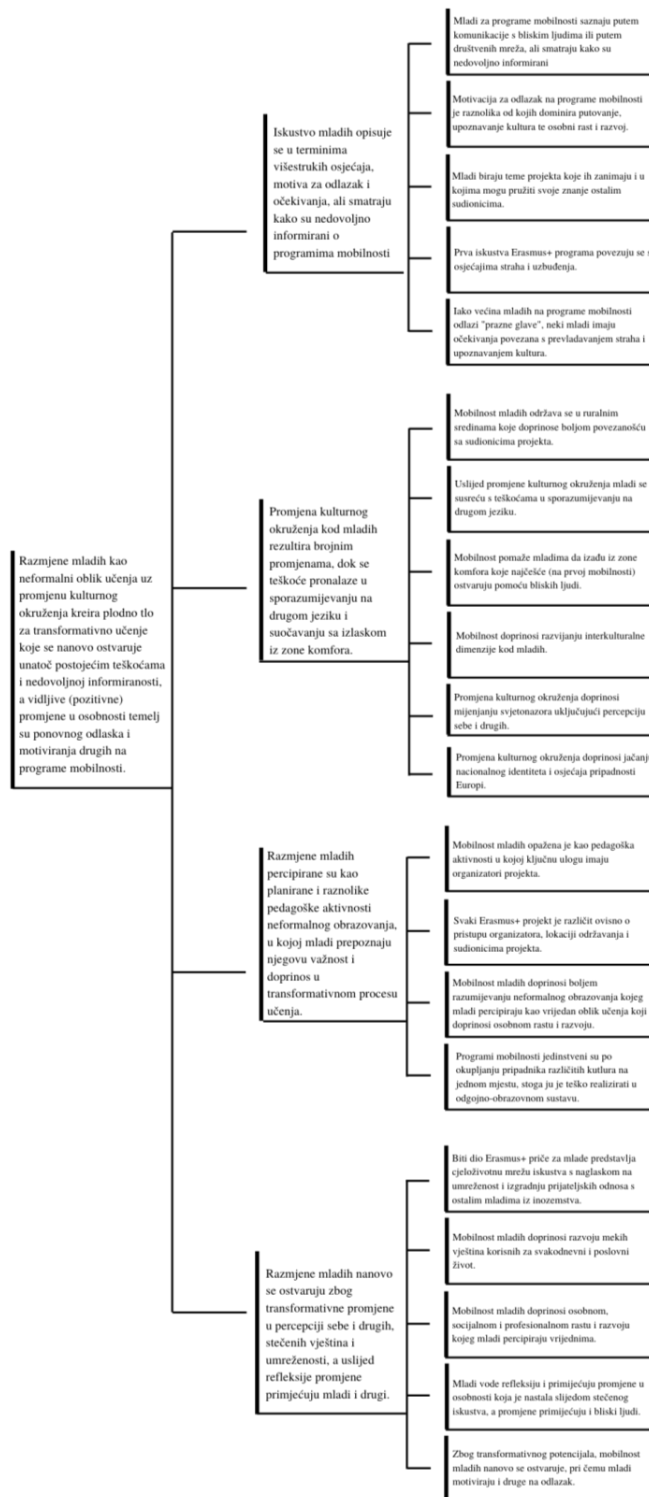 Razmjene mladih kao
neformalni oblik učenja uz
promjenu kulturnog
okruženja kreira plodno tlo
za transformativno učenje
koje se nanovo ostvaruje
unatoč postojećim teškoćama
i nedovoljnoj informiranosti,
a vidljive (pozitivne)
promjene u osobnosti temelj
su ponovnog odlaska i
motiviranja drugih na
programe mobilnosti.
Iskustvo mladih opisuje
se u terminima
višestrukih osjećaja,
motiva za odlazak i
očekivanja, ali smatraju
kako su nedovoljno
informirani o
programima mobilnosti
Mladi za programe mobilnosti saznaju putem
komunikacije s bliskim ljudima ili putem
društvenih mreža, ali smatraju kako su
nedovoljno informirani
Motivacija za odlazak na programe mobilnosti
je raznolika od kojih dominira putovanje,
upoznavanje kultura te osobni rast i razvoj.
Mladi biraju teme projekta koje ih zanimaju i u
kojima mogu pružiti svoje znanje ostalim
sudionicima.
Prva iskustva Erasmus+ programa povezuju se s
osjećajima straha i uzbuđenja.
Iako većina mladih na programe mobilnosti
odlazi "prazne glave", neki mladi imaju
očekivanja povezana s prevladavanjem straha i
upoznavanjem kultura.
Promjena kulturnog
okruženja kod mladih
rezultira brojnim
promjenama, dok se
teškoće pronalaze u
sporazumijevanju na
drugom jeziku i
suočavanju sa izlaskom
iz zone komfora.
Mobilnost mladih održava se u ruralnim
sredinama koje doprinose boljom povezanošću
sa sudionicima projekta.
Uslijed promjene kulturnog okruženja mladi se
susreću s teškoćama u sporazumijevanju na
drugom jeziku.
Mobilnost pomaže mladima da izađu iz zone
komfora koje najčešće (na prvoj mobilnosti)
ostvaruju pomoću bliskih ljudi.
Mobilnost doprinosi razvijanju interkulturalne
dimenzije kod mladih.
Promjena kulturnog okruženja doprinosi
mijenjanju svjetonazora uključujući percepciju
sebe i drugih.
Promjena kulturnog okruženja doprinosi jačanju
nacionalnog identiteta i osjećaja pripadnosti
Europi.
Razmjene mladih
percipirane su kao
planirane i raznolike
pedagoške aktivnosti
neformalnog obrazovanja,
u kojoj mladi prepoznaju
njegovu važnost i
doprinos u
transformativnom procesu
učenja.
Mobilnost mladih opažena je kao pedagoška
aktivnosti u kojoj ključnu ulogu imaju
organizatori projekta.
Svaki Erasmus+ projekt je različit ovisno o
pristupu organizatora, lokaciji održavanja i
sudionicima projekta.
Mobilnost mladih doprinosi boljem
razumijevanju neformalnog obrazovanja kojeg
mladi percipiraju kao vrijedan oblik učenja koji
doprinosi osobnom rastu i razvoju.
Programi mobilnosti jedinstveni su po
okupljanju pripadnika različitih kutlura na
jednom mjestu, stoga ju je teško realizirati u
odgojno-obrazovnom sustavu.
Razmjene mladih nanovo
se ostvaruju zbog
transformativne promjene
u percepciji sebe i drugih,
stečenih vještina i
umreženosti, a uslijed
refleksije promjene
primjećuju mladi i drugi.
Biti dio Erasmus+ priče za mlade predstavlja
cjeloživotnu mrežu iskustva s naglaskom na
umreženost i izgradnju prijateljskih odnosa s
ostalim mladima iz inozemstva.
Mobilnost mladih doprinosi razvoju mekih
vještina korisnih za svakodnevni i poslovni
život.
Mobilnost mladih doprinosi osobnom,
socijalnom i profesionalnom rastu i razvoju
kojeg mladi percipiraju vrijednima.
Mladi vode refleksiju i primijećuju promjene u
osobnosti koja je nastala slijedom stečenog
iskustva, a promjene primijećuju i bliski ljudi.
Zbog transformativnog potencijala, mobilnost
mladih nanovo se ostvaruje, pri čemu mladi
motiviraju i druge na odlazak.